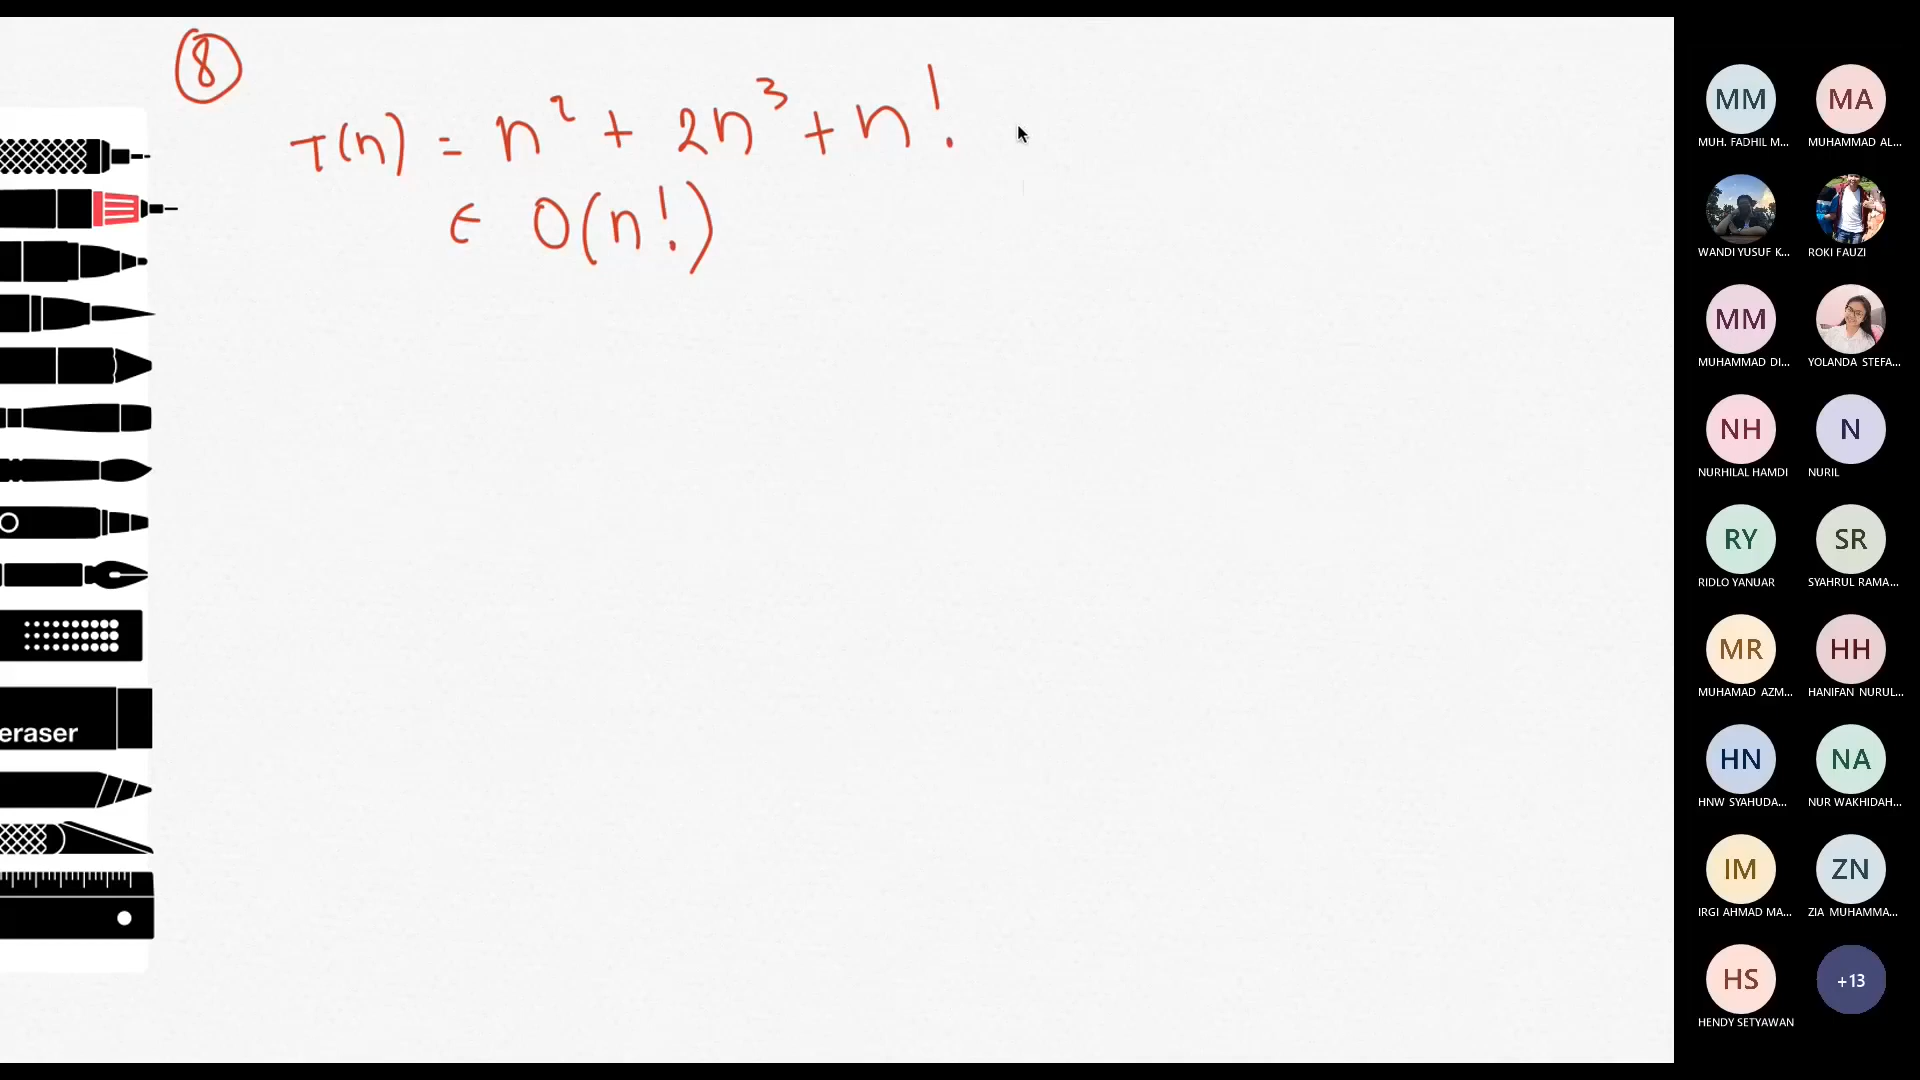 ⑧
T(n) = n² + 2n³ + n!
∈ O(n!)
eraser
MM MA
MUH. FADHIL M... MUHAMMAD AL...
WANDI YUSUF K... ROKI FAUZI
MM
MUHAMMAD DI... YOLANDA STEFA...
NH N
NURHILAL HAMDI NURIL
RY SR
RIDLO YANUAR SYAHRUL RAMA...
MR HH
MUHAMAD AZM... HANIFAN NURUL...
HN NA
HNW SYAHUDA... NUR WAKHIDAH...
IM ZN
IRGI AHMAD MA... ZIA MUHAMMA...
HS +13
HENDY SETYAWAN